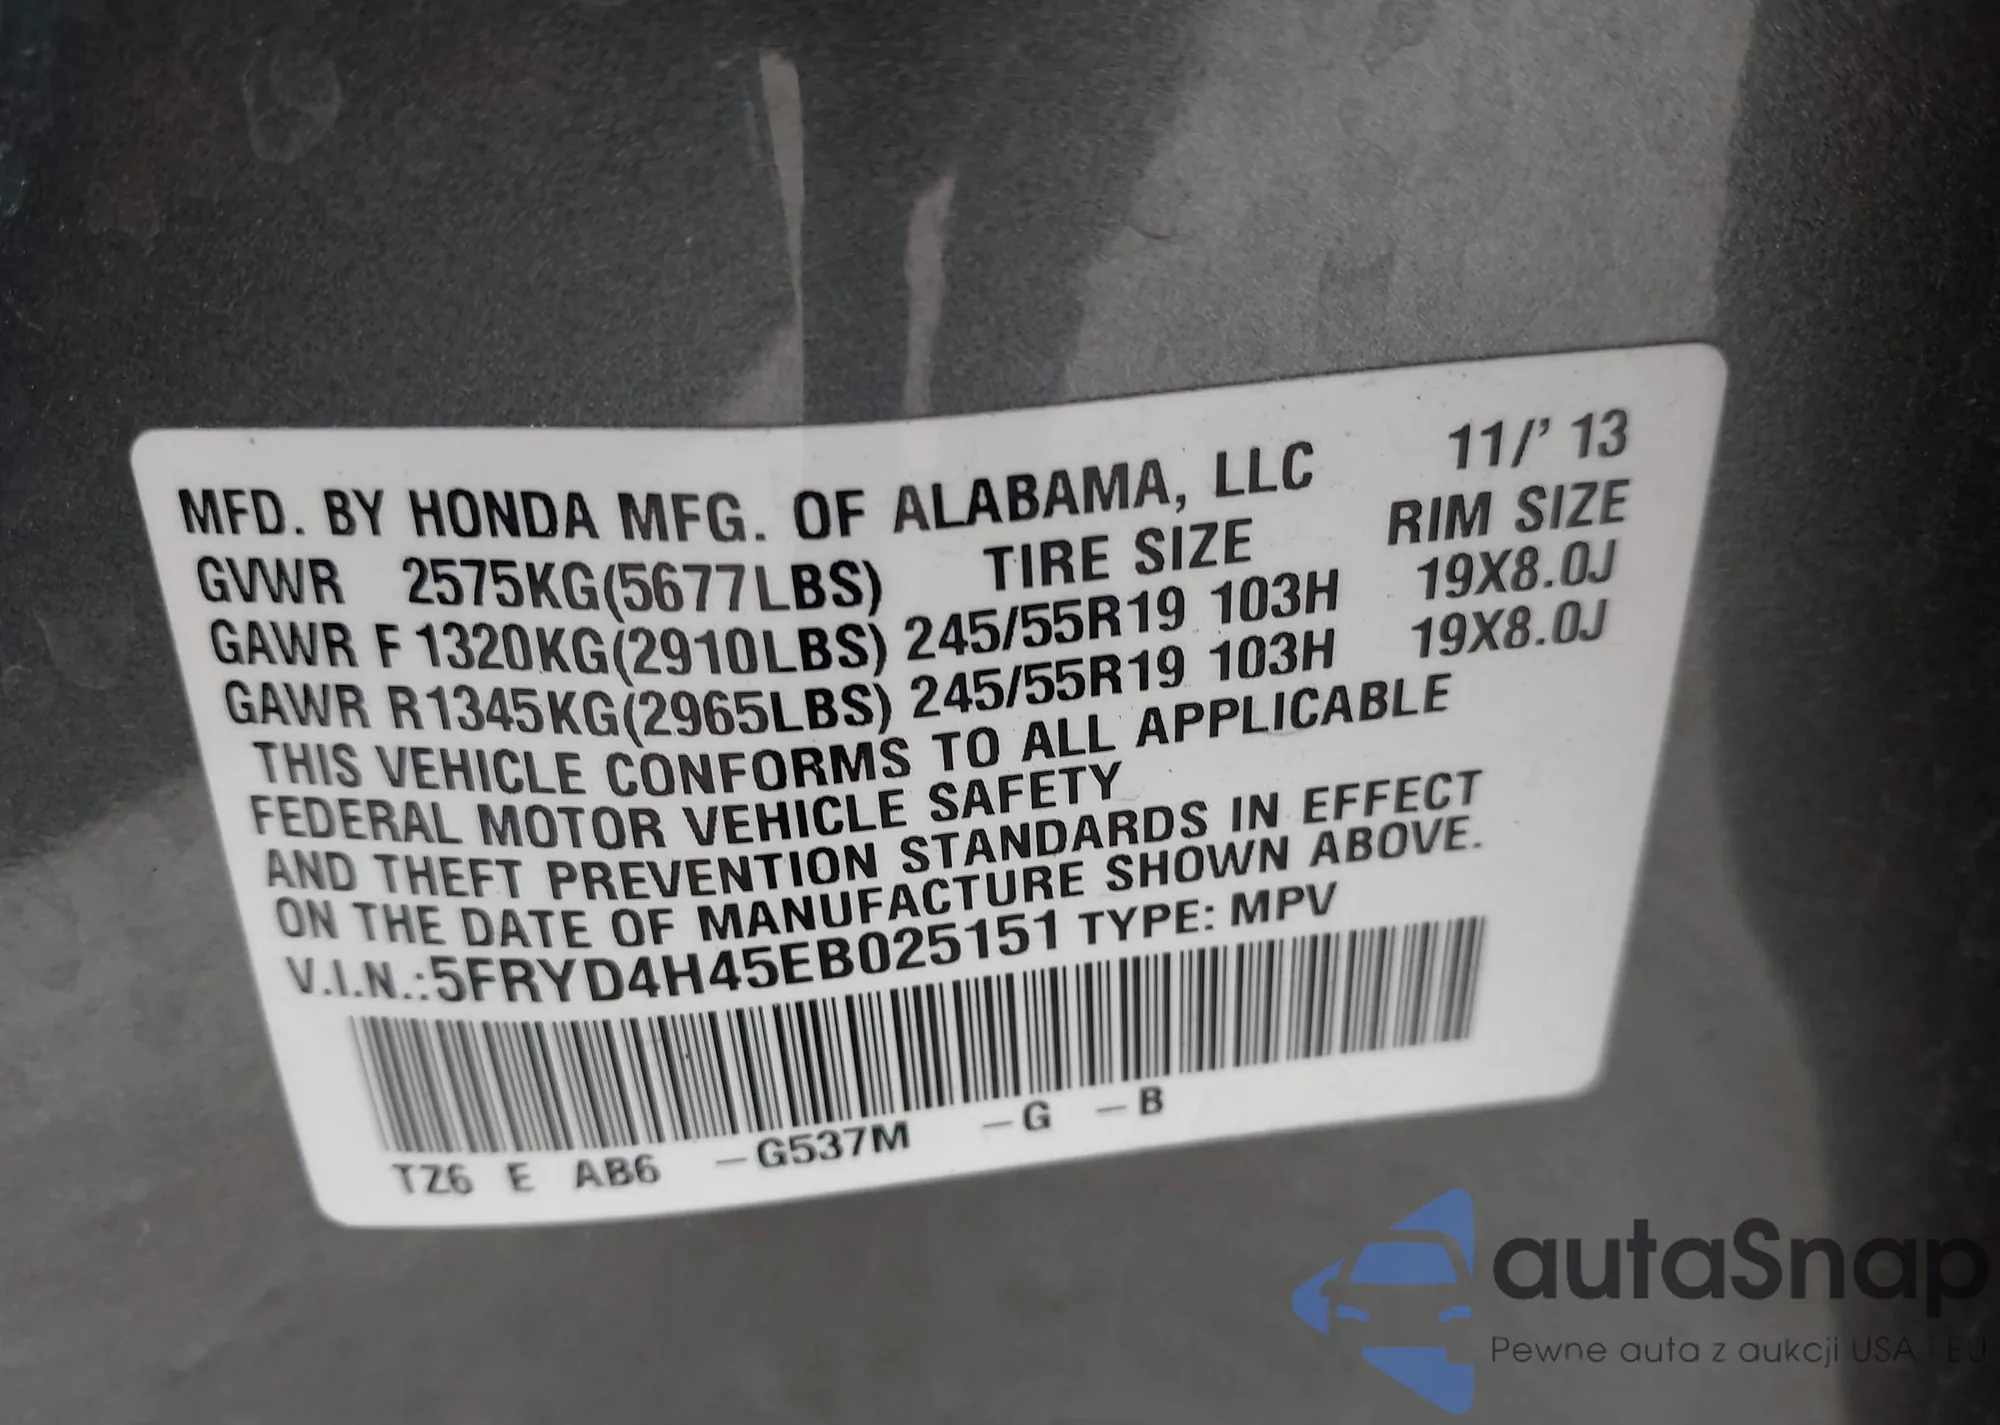 MFD. BY HONDA MFG. OF ALABAMA, LLC 11/' 13
GVWR 2575KG(5677LBS) TIRE SIZE RIM SIZE
GAWR F 1320KG(2910LBS) 245/55R19 103H 19X8.0J
GAWR R1345KG(2965LBS) 245/55R19 103H 19X8.0J
THIS VEHICLE CONFORMS TO ALL APPLICABLE
FEDERAL MOTOR VEHICLE SAFETY
AND THEFT PREVENTION STANDARDS IN EFFECT
ON THE DATE OF MANUFACTURE SHOWN ABOVE.
V.I.N.:5FRYD4H45EB025151 TYPE: MPV
TZ6 E AB6 –G537M –G –B
autaSnap
Pewne auta z aukcji USA i EU